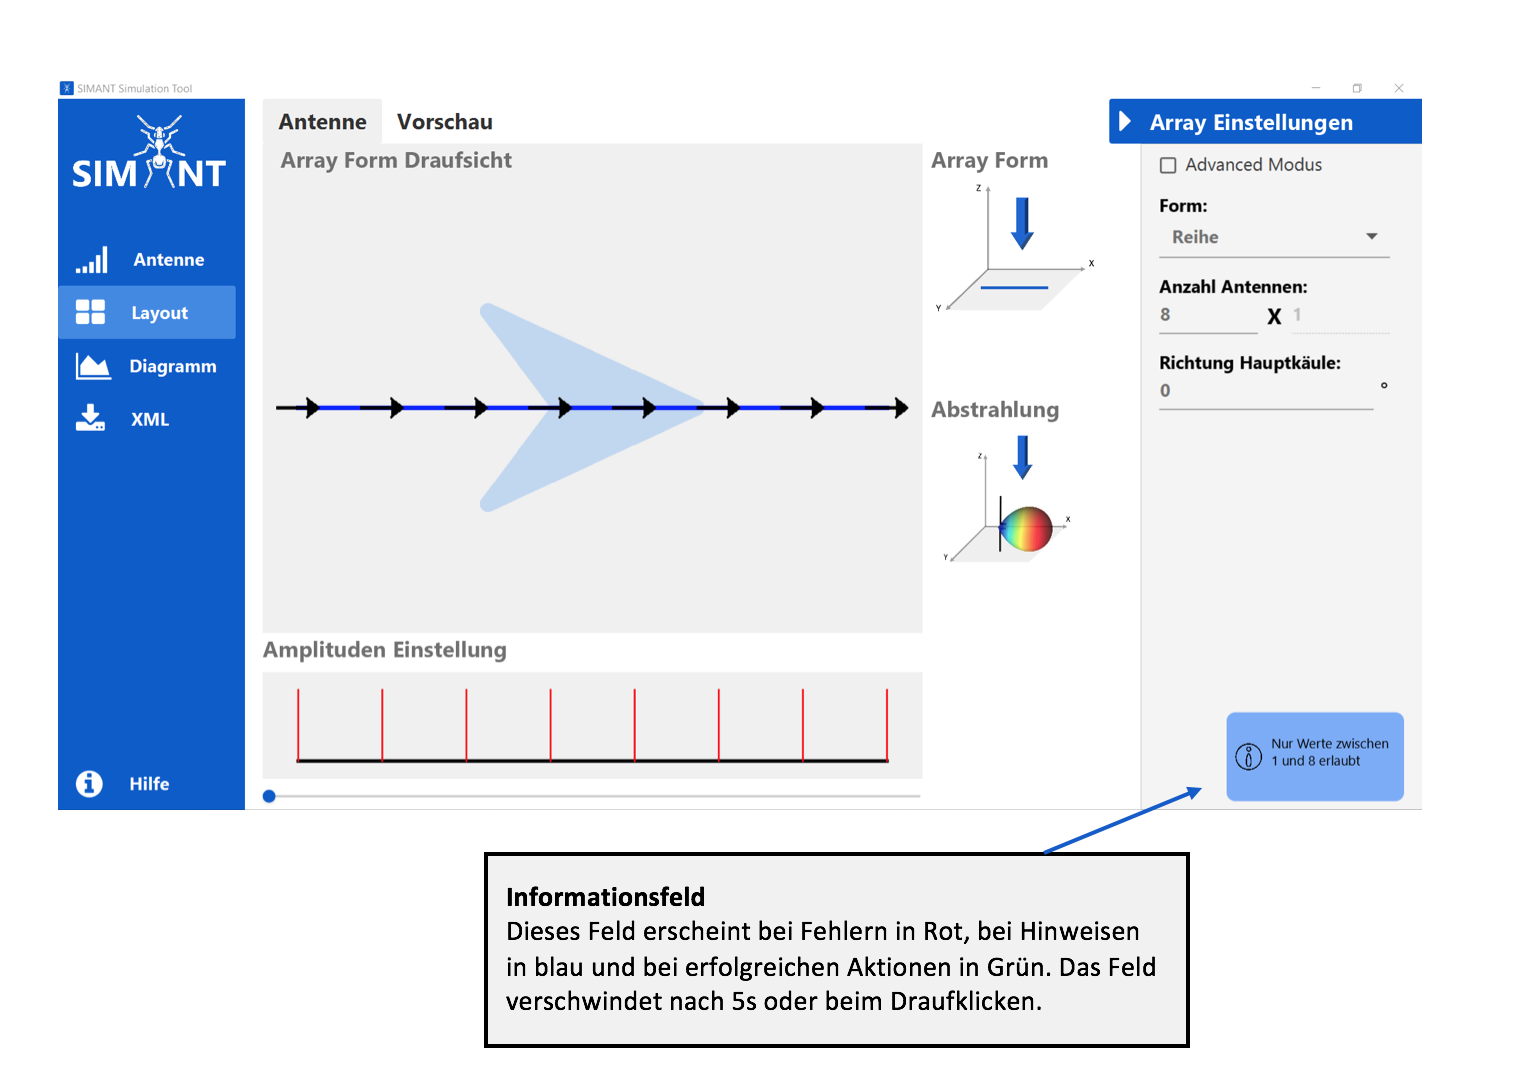 SIMANT Simulation Tool
SIMANT
Antenne
Layout
Diagramm
XML
Hilfe
Antenne Vorschau
Array Form Draufsicht
Amplituden Einstellung
Array Form
Z
X
Y
Abstrahlung
Z
X
Y
Array Einstellungen
Advanced Modus
Form:
Reihe
Anzahl Antennen:
8 X 1
Richtung Hauptkäule:
0 °
Nur Werte zwischen
1 und 8 erlaubt
Informationsfeld
Dieses Feld erscheint bei Fehlern in Rot, bei Hinweisen
in blau und bei erfolgreichen Aktionen in Grün. Das Feld
verschwindet nach 5s oder beim Draufklicken.